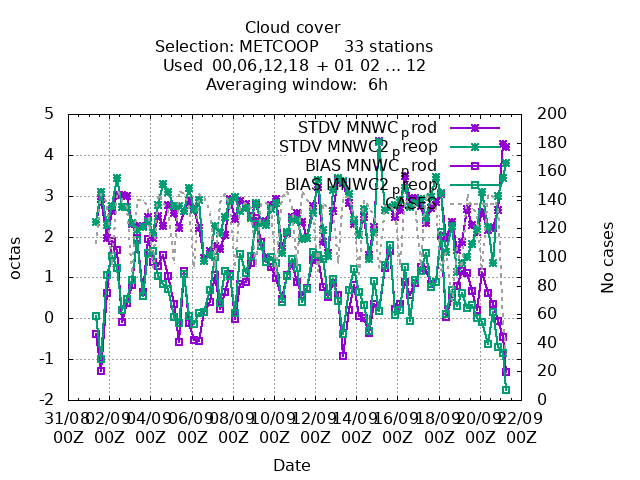 Cloud cover
Selection: METCOOP 33 stations
Used 00,06,12,18 + 01 02 ... 12
Averaging window: 6h
STDV MNWC_prod
STDV MNWC2_preop
BIAS MNWC_prod
BIAS MNWC2_preop
CASES
5
4
3
2
1
0
-1
-2
octas
200
180
160
140
120
100
80
60
40
20
0
No cases
31/08 02/09 04/09 06/09 08/09 10/09 12/09 14/09 16/09 18/09 20/09 22/09
00Z 00Z 00Z 00Z 00Z 00Z 00Z 00Z 00Z 00Z 00Z 00Z
Date